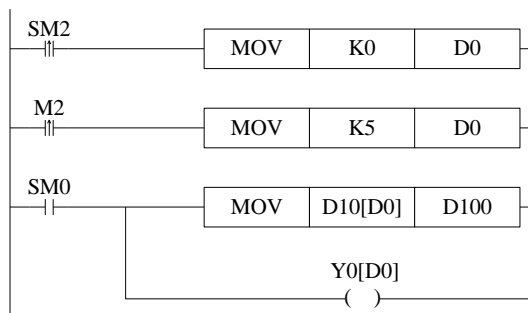 SM2
MOV K0 D0
M2
MOV K5 D0
SM0
MOV D10[D0] D100
Y0[D0]
( )